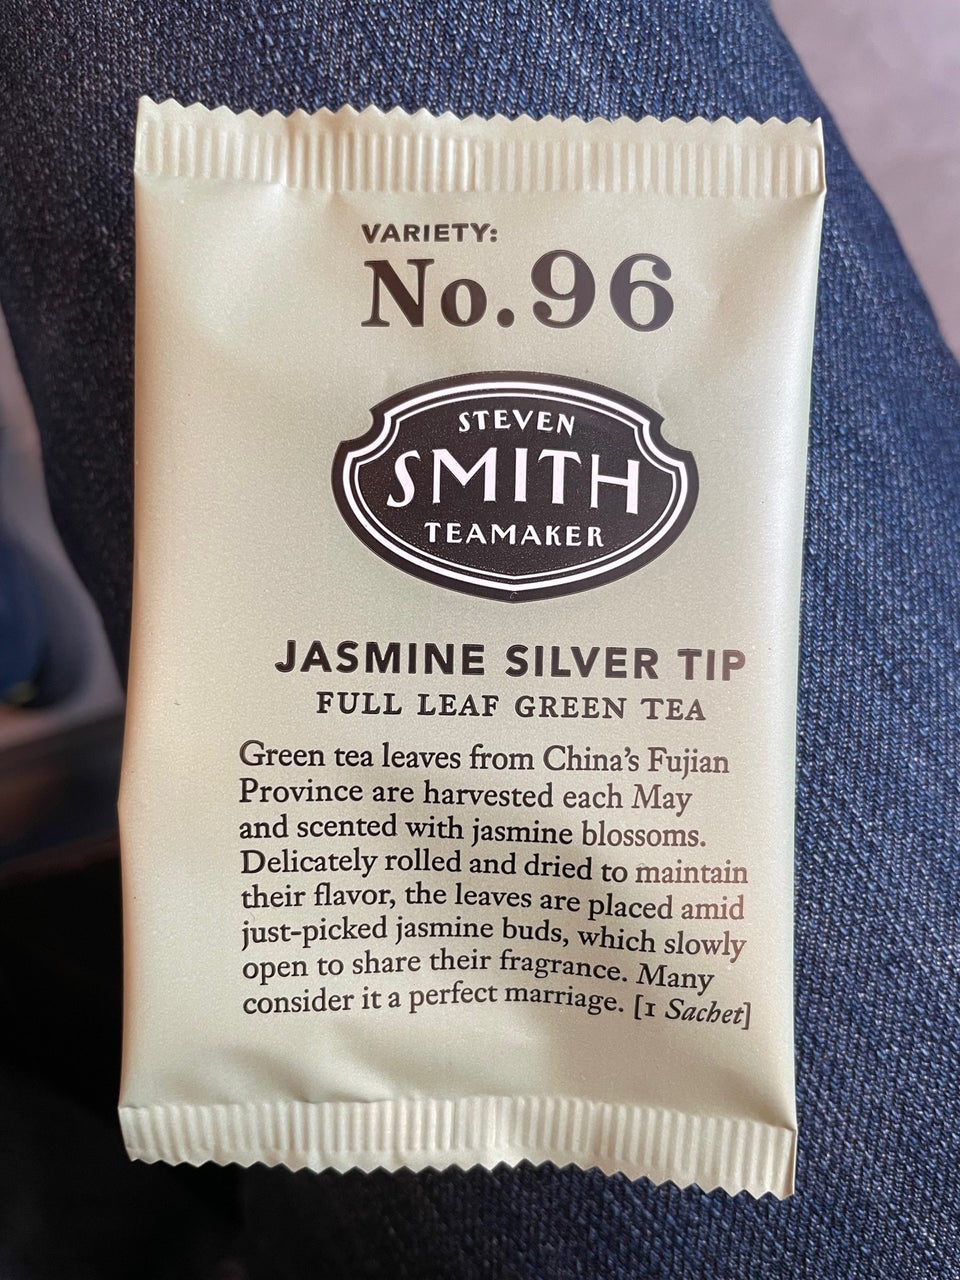 VARIETY:
No. 96
STEVEN
SMITH
TEAMAKER
JASMINE SILVER TIP
FULL LEAF GREEN TEA
Green tea leaves from China's Fujian
Province are harvested each May
and scented with jasmine blossoms.
Delicately rolled and dried to maintain
their flavor, the leaves are placed amid
just-picked jasmine buds, which slowly
open to share their fragrance. Many
consider it a perfect marriage. [1 Sachet]